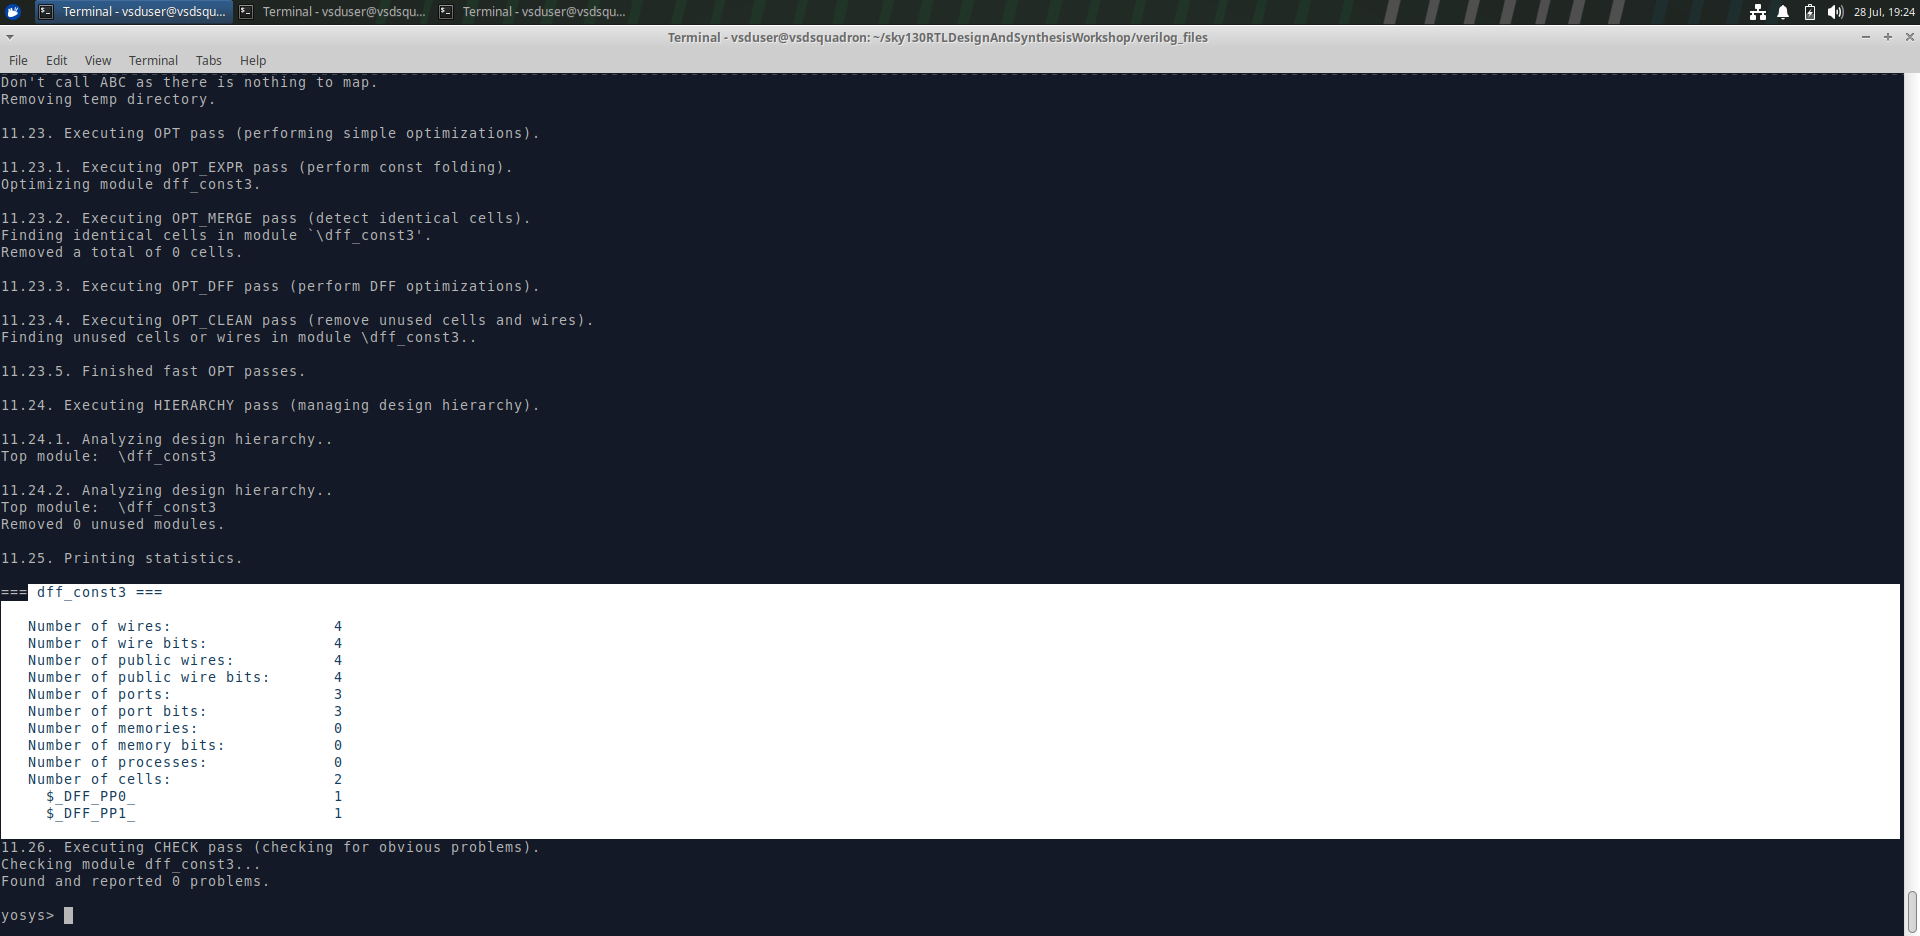 Terminal - vsduser@vsdsqu... Terminal - vsduser@vsdsqu... Terminal - vsduser@vsdsqu... 28 Jul, 19:24
Terminal - vsduser@vsdsquadron: ~/sky130RTLDesignAndSynthesisWorkshop/verilog_files
File Edit View Terminal Tabs Help
Don't call ABC as there is nothing to map.
Removing temp directory.
11.23. Executing OPT pass (performing simple optimizations).
11.23.1. Executing OPT_EXPR pass (perform const folding).
Optimizing module dff_const3.
11.23.2. Executing OPT_MERGE pass (detect identical cells).
Finding identical cells in module `\dff_const3'.
Removed a total of 0 cells.
11.23.3. Executing OPT_DFF pass (perform DFF optimizations).
11.23.4. Executing OPT_CLEAN pass (remove unused cells and wires).
Finding unused cells or wires in module \dff_const3..
11.23.5. Finished fast OPT passes.
11.24. Executing HIERARCHY pass (managing design hierarchy).
11.24.1. Analyzing design hierarchy..
Top module:  \dff_const3
11.24.2. Analyzing design hierarchy..
Top module:  \dff_const3
Removed 0 unused modules.
11.25. Printing statistics.
=== dff_const3 ===
Number of wires: 4
Number of wire bits: 4
Number of public wires: 4
Number of public wire bits: 4
Number of ports: 3
Number of port bits: 3
Number of memories: 0
Number of memory bits: 0
Number of processes: 0
Number of cells: 2
$_DFF_PP0_ 1
$_DFF_PP1_ 1
11.26. Executing CHECK pass (checking for obvious problems).
Checking module dff_const3...
Found and reported 0 problems.
yosys>